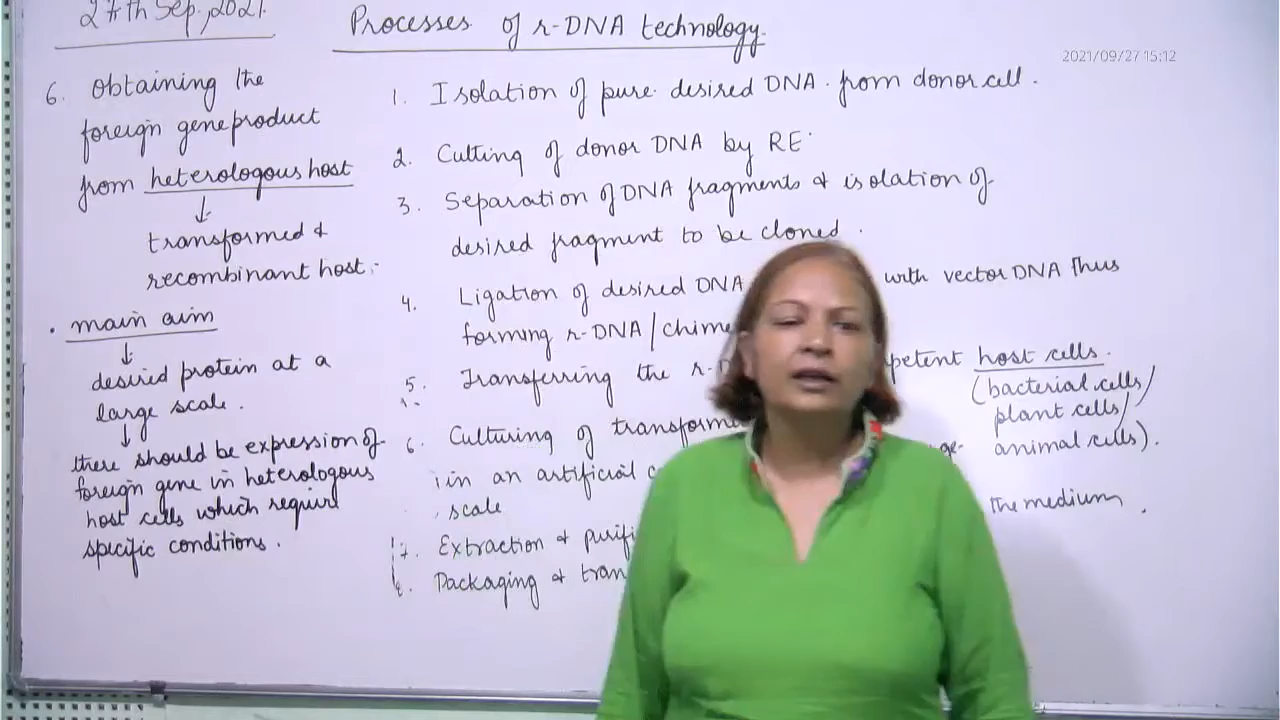 27th Sep., 2021.
Processes of r-DNA technology.
2021/09/27 15:12
6. Obtaining the
foreign gene product
from heterologous host
↓
transformed &
recombinant host.
. main aim
↓
desired protein at a
large scale.
↓
there should be expression of
foreign gene in heterologous
host cells which require
specific conditions.
1. Isolation of pure desired DNA from donor cell.
2. Cutting of donor DNA by RE
3. Separation of DNA fragments & isolation of
desired fragment to be cloned.
4. Ligation of desired DNA with vector DNA thus
forming r-DNA/chime
5. Transferring the r-D petent host cells.
(bacterial cells/
plant cells/
animal cells).
6. Culturing of transforme ge-
in an artificial c
scale the medium.
7. Extraction & purifi
8. Packaging & tran